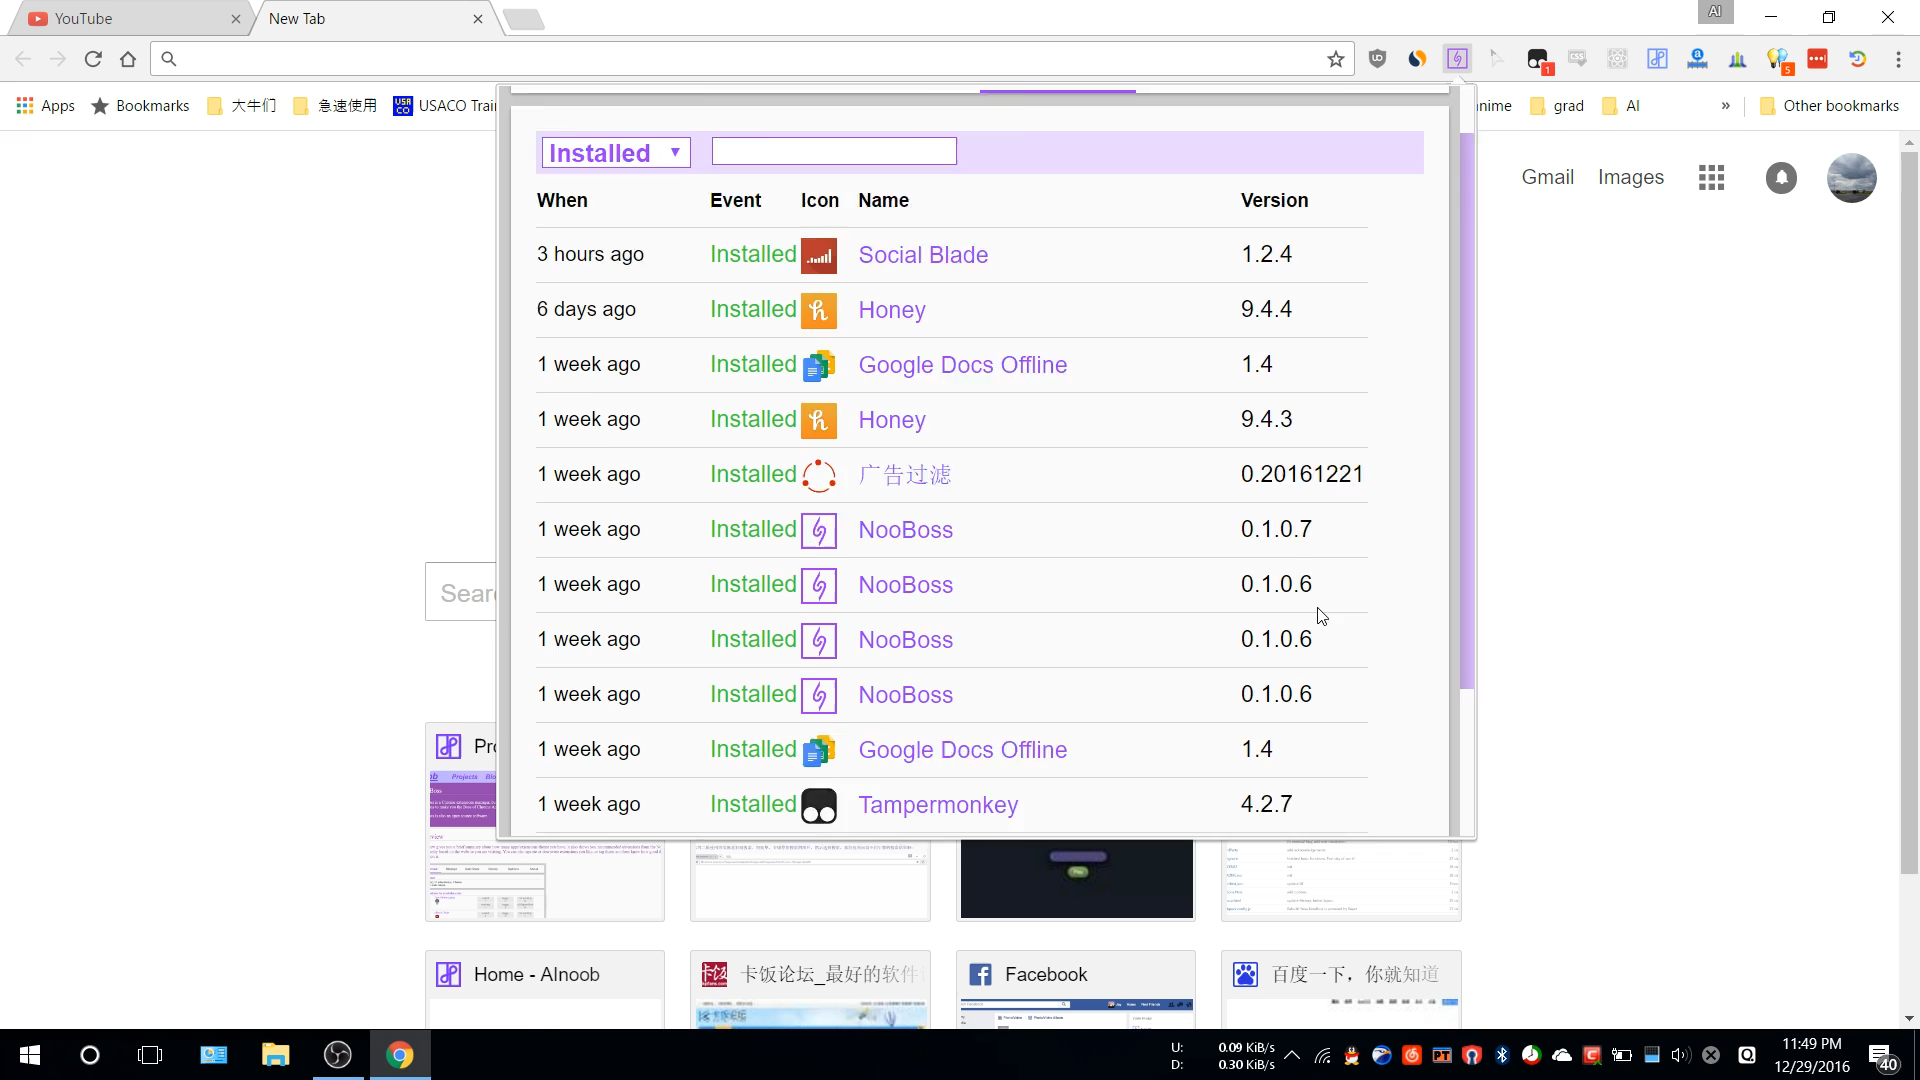 YouTube
New Tab
AI
Apps
Bookmarks
大牛们
急速使用
USACO
nime
grad
AI
»
Other bookmarks
Gmail
Images
Installed
When Event Icon Name Version
3 hours ago Installed Social Blade 1.2.4
6 days ago Installed Honey 9.4.4
1 week ago Installed Google Docs Offline 1.4
1 week ago Installed Honey 9.4.3
1 week ago Installed 广告过滤 0.20161221
1 week ago Installed NooBoss 0.1.0.7
1 week ago Installed NooBoss 0.1.0.6
1 week ago Installed NooBoss 0.1.0.6
1 week ago Installed NooBoss 0.1.0.6
1 week ago Installed Google Docs Offline 1.4
1 week ago Installed Tampermonkey 4.2.7
Sear
Pr
Projects
Home - AInoob
卡饭论坛_最好的软件
Facebook
百度一下，你就知道
U: 0.09 KiB/s
D: 0.30 KiB/s
11:49 PM
12/29/2016
40